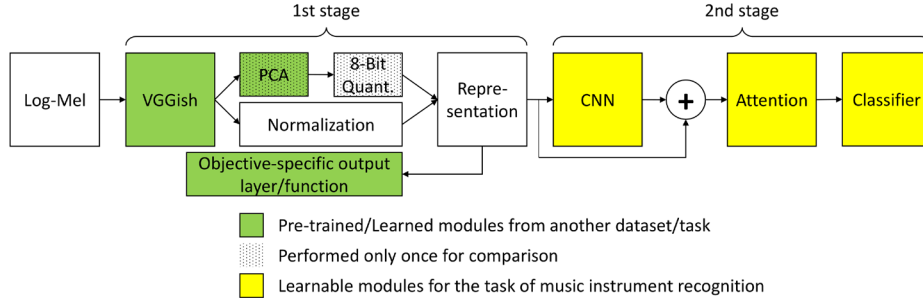 1st stage
2nd stage
Log-Mel
VGGish
PCA
8-Bit
Quant.
Normalization
Repre-
sentation
CNN
+
Attention
Classifier
Objective-specific output
layer/function
Pre-trained/Learned modules from another dataset/task
Performed only once for comparison
Learnable modules for the task of music instrument recognition